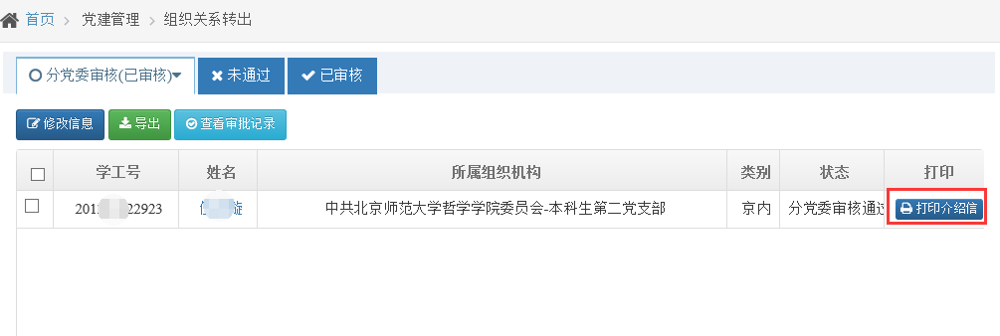 首页 党建管理 组织关系转出
分党委审核(已审核) 未通过 已审核
修改信息 导出 查看审批记录
学工号 姓名 所属组织机构 类别 状态 打印
201 22923 中共北京师范大学哲学学院委员会-本科生第二党支部 京内 分党委审核通过 打印介绍信